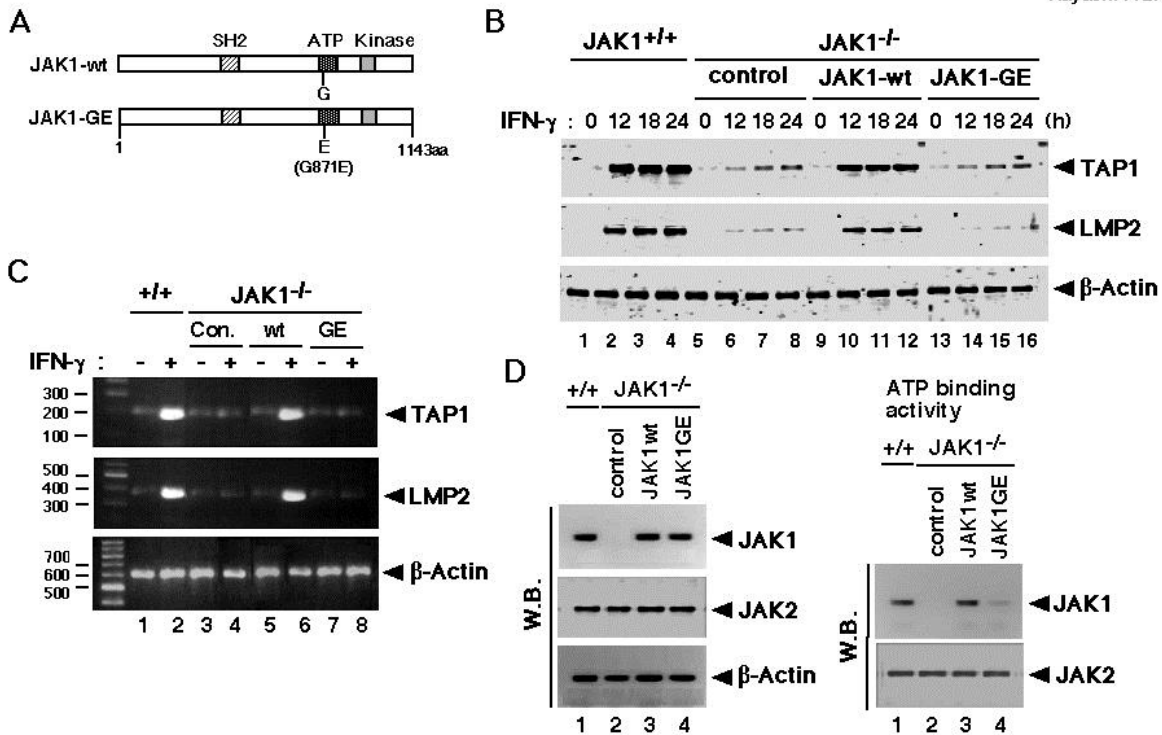 A
SH2 ATP Kinase
JAK1-wt
G
JAK1-GE
1 E 1143aa
(G871E)
B
JAK1+/+ JAK1-/-
control JAK1-wt JAK1-GE
IFN-γ : 0 12 18 24 0 12 18 24 0 12 18 24 0 12 18 24 (h)
TAP1
LMP2
β-Actin
1 2 3 4 5 6 7 8 9 10 11 12 13 14 15 16
C
+/+ JAK1-/-
Con. wt GE
IFN-γ : - + - + - + - +
300
200
100
TAP1
500
400
300
LMP2
700
600
500
β-Actin
1 2 3 4 5 6 7 8
D
+/+ JAK1-/-
control JAK1wt JAK1GE
W.B.
JAK1
JAK2
β-Actin
1 2 3 4
ATP binding
activity
+/+ JAK1-/-
control JAK1wt JAK1GE
W.B.
JAK1
JAK2
1 2 3 4